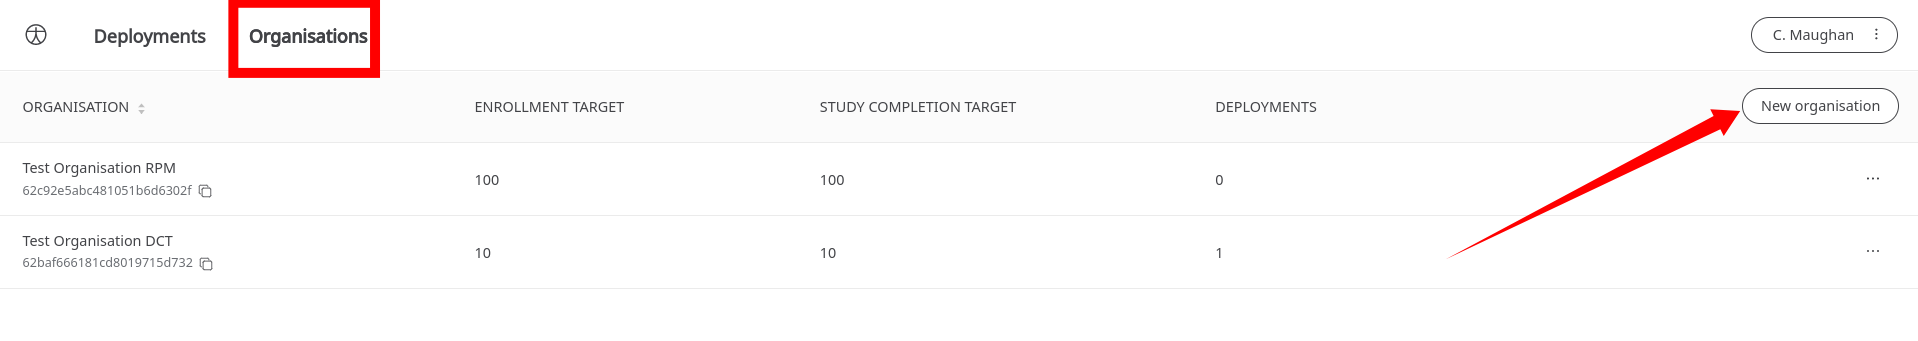 Deployments Organisations C. Maughan
ORGANISATION ENROLLMENT TARGET STUDY COMPLETION TARGET DEPLOYMENTS New organisation
Test Organisation RPM
62c92e5abc481051b6d6302f
100 100 0
Test Organisation DCT
62baf666181cd8019715d732
10 10 1